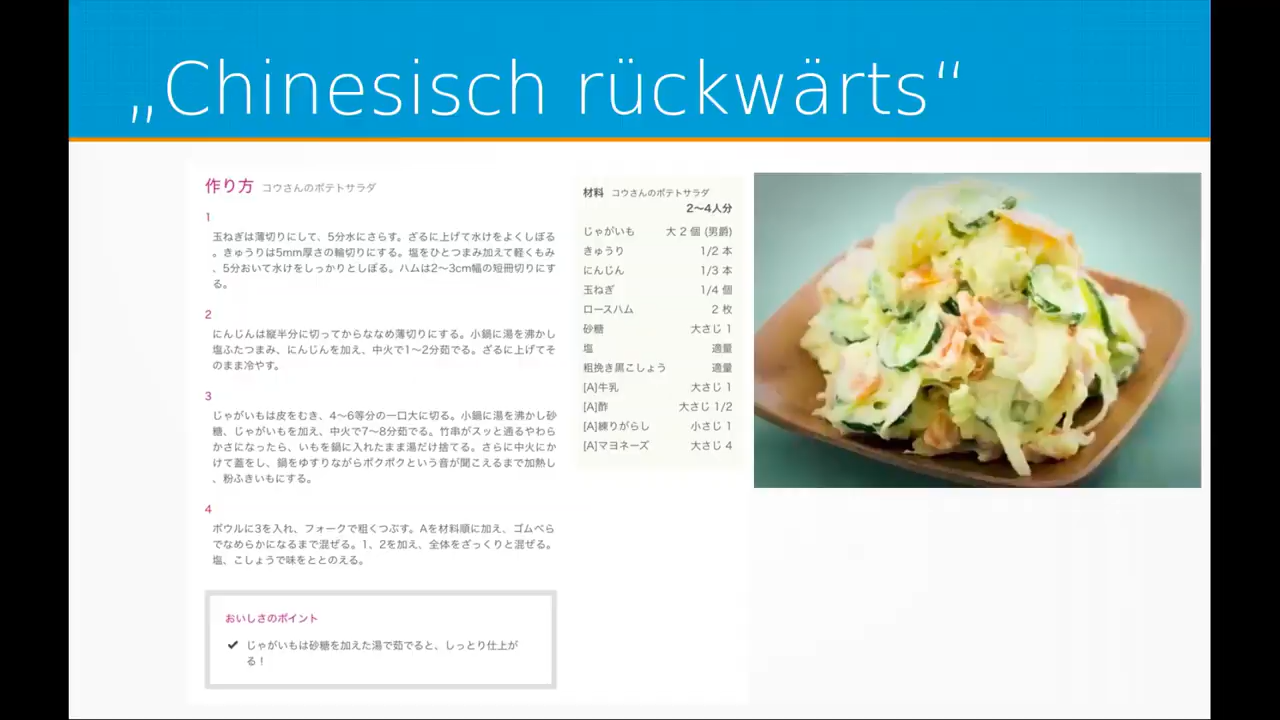 „Chinesisch rückwärts“
作り方 コウさんのポテトサラダ
1
玉ねぎは薄切りにして、5分水にさらす。ざるに上げて水けをよくしぼる
。きゅうりは5mm厚さの輪切りにする。塩をひとつまみ加えて軽くもみ
、5分おいて水けをしっかりとしぼる。ハムは2〜3cm幅の短冊切りにす
る。
2
にんじんは縦半分に切ってからななめ薄切りにする。小鍋に湯を沸かし
塩ふたつまみ、にんじんを加え、中火で1〜2分茹でる。ざるに上げてそ
のまま冷やす。
3
じゃがいもは皮をむき、4〜6等分の一口大に切る。小鍋に湯を沸かし砂
糖、じゃがいもを加え、中火で7〜8分茹でる。竹串がスッと通るやわら
かさになったら、いもを鍋に入れたまま湯だけ捨てる。さらに中火にか
けて蓋をし、鍋をゆすりながらポクポクという音が聞こえるまで加熱し
、粉ふきいもにする。
4
ボウルに3を入れ、フォークで粗くつぶす。Aを材料順に加え、ゴムべら
でなめらかになるまで混ぜる。1、2を加え、全体をざっくりと混ぜる。
塩、こしょうで味をととのえる。
おいしさのポイント
✔ じゃがいもは砂糖を加えた湯で茹でると、しっとり仕上が
る！
材料 コウさんのポテトサラダ
2〜4人分
じゃがいも 大 2 個 (男爵)
きゅうり 1/2 本
にんじん 1/3 本
玉ねぎ 1/4 個
ロースハム 2 枚
砂糖 大さじ 1
塩 適量
粗挽き黒こしょう 適量
[A]牛乳 大さじ 1
[A]酢 大さじ 1/2
[A]練りがらし 小さじ 1
[A]マヨネーズ 大さじ 4